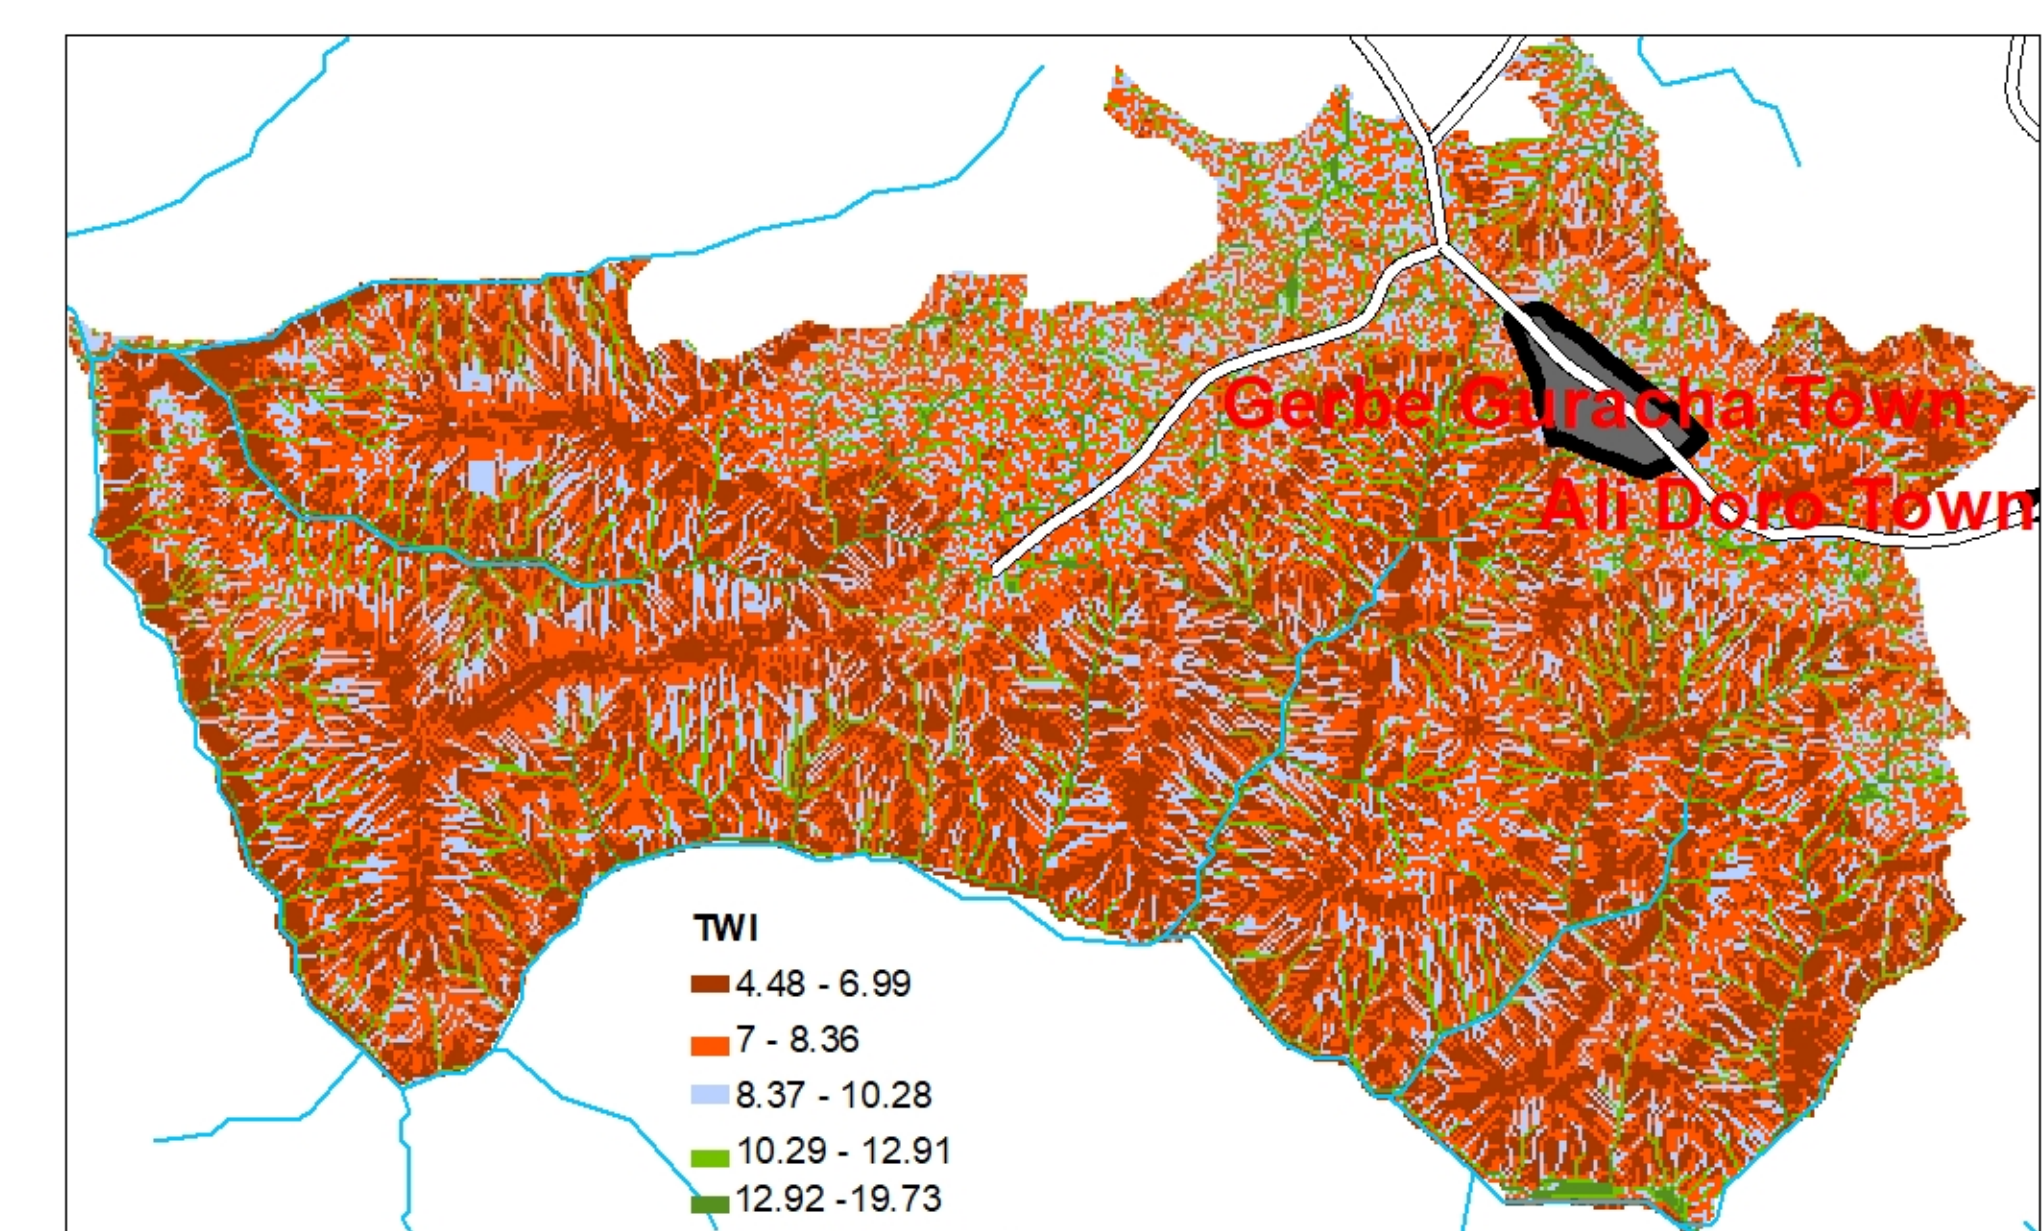 Gerbe Guracha Town
Ali Doro Town
TWI
4.48 - 6.99
7 - 8.36
8.37 - 10.28
10.29 - 12.91
12.92 -19.73